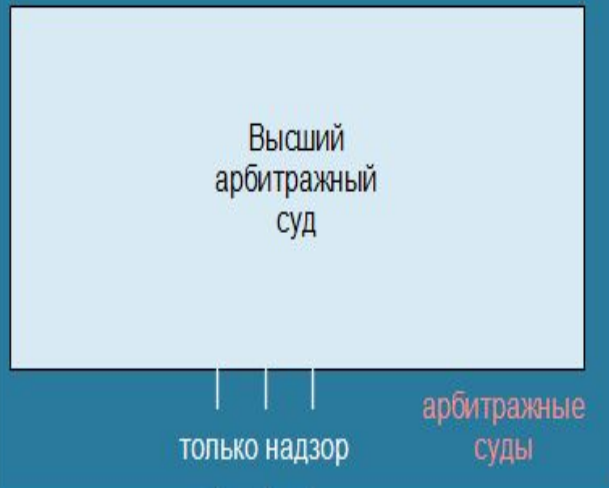 Высший
арбитражный
суд
арбитражные
суды
только надзор